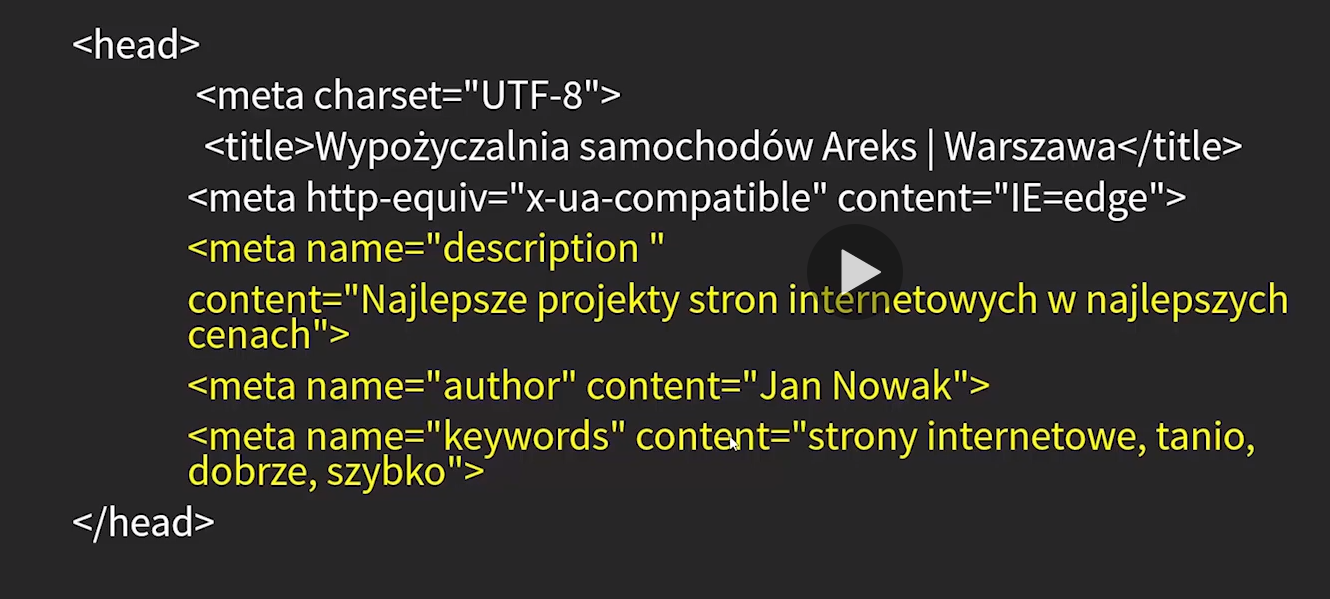 <head>
<meta charset="UTF-8">
<title>Wypożyczalnia samochodów Areks | Warszawa</title>
<meta http-equiv="x-ua-compatible" content="IE=edge">
<meta name="description "
content="Najlepsze projekty stron internetowych w najlepszych
cenach">
<meta name="author" content="Jan Nowak">
<meta name="keywords" content="strony internetowe, tanio,
dobrze, szybko">
</head>